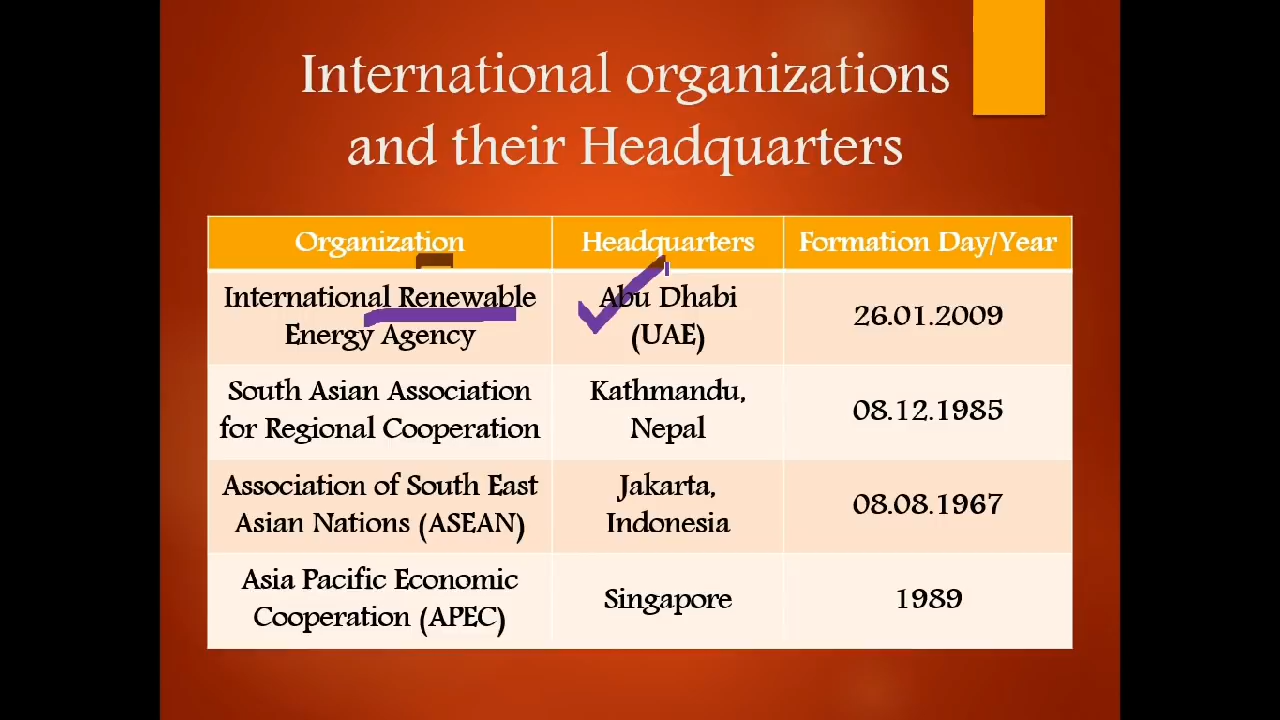 International organizations
and their Headquarters
Organization Headquarters Formation Day/Year
International Renewable
Energy Agency
Abu Dhabi
(UAE)
26.01.2009
South Asian Association
for Regional Cooperation
Kathmandu,
Nepal
08.12.1985
Association of South East
Asian Nations (ASEAN)
Jakarta,
Indonesia
08.08.1967
Asia Pacific Economic
Cooperation (APEC)
Singapore
1989